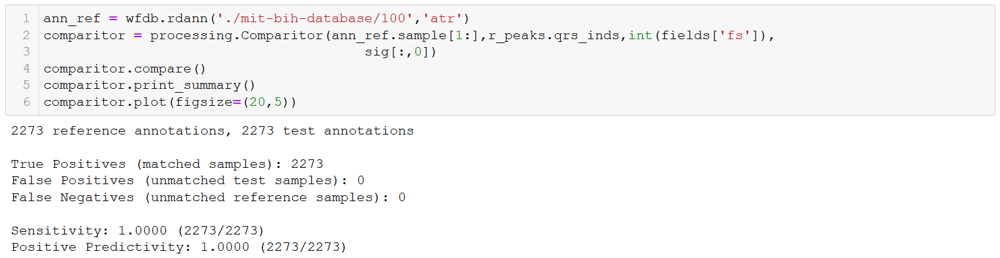 1 ann_ref = wfdb.rdann('./mit-bih-database/100','atr')
2 comparitor = processing.Comparitor(ann_ref.sample[1:],r_peaks.qrs_inds,int(fields['fs']),
3 sig[:,0])
4 comparitor.compare()
5 comparitor.print_summary()
6 comparitor.plot(figsize=(20,5))
2273 reference annotations, 2273 test annotations
True Positives (matched samples): 2273
False Positives (unmatched test samples): 0
False Negatives (unmatched reference samples): 0
Sensitivity: 1.0000 (2273/2273)
Positive Predictivity: 1.0000 (2273/2273)